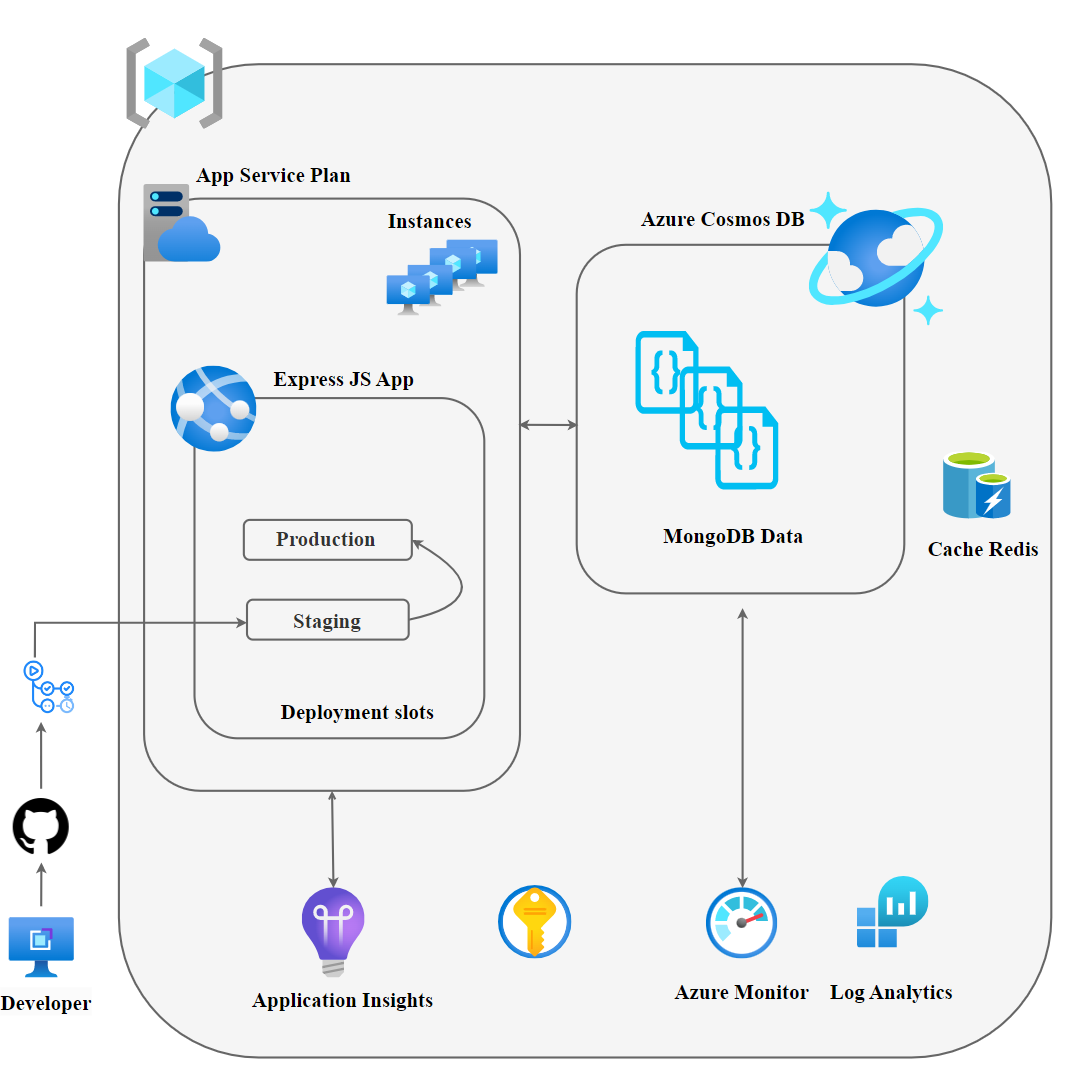 App Service Plan
Instances
Azure Cosmos DB
Express JS App
Production
MongoDB Data
Cache Redis
Staging
Deployment slots
Developer
Application Insights
Azure Monitor
Log Analytics